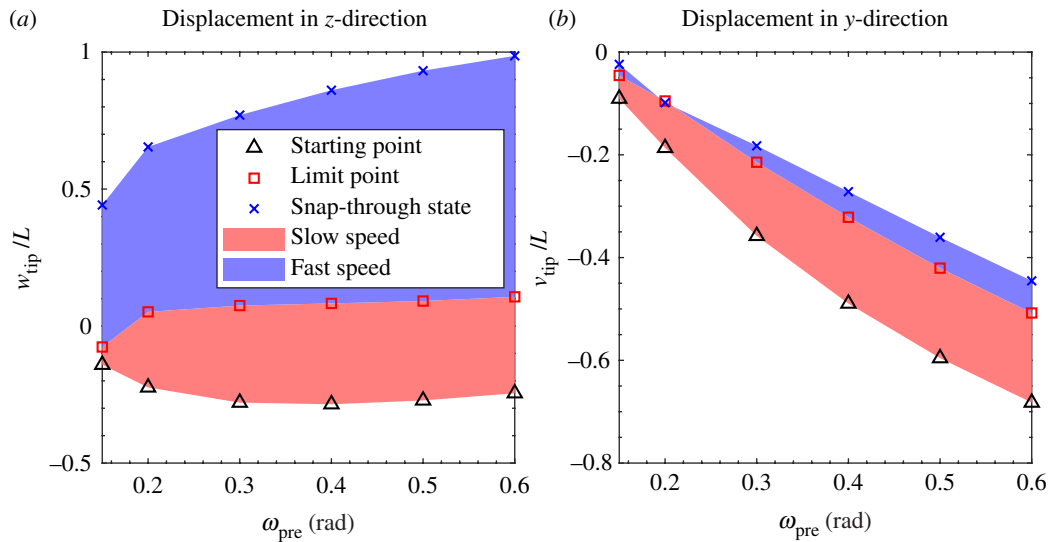 (a) Displacement in z-direction
1
0.5
0
–0.5
w_tip /L
Starting point
Limit point
Snap-through state
Slow speed
Fast speed
0.2 0.3 0.4 0.5 0.6
ω_pre (rad)
(b) Displacement in y-direction
0
–0.2
–0.4
–0.6
–0.8
v_tip /L
0.2 0.3 0.4 0.5 0.6
ω_pre (rad)